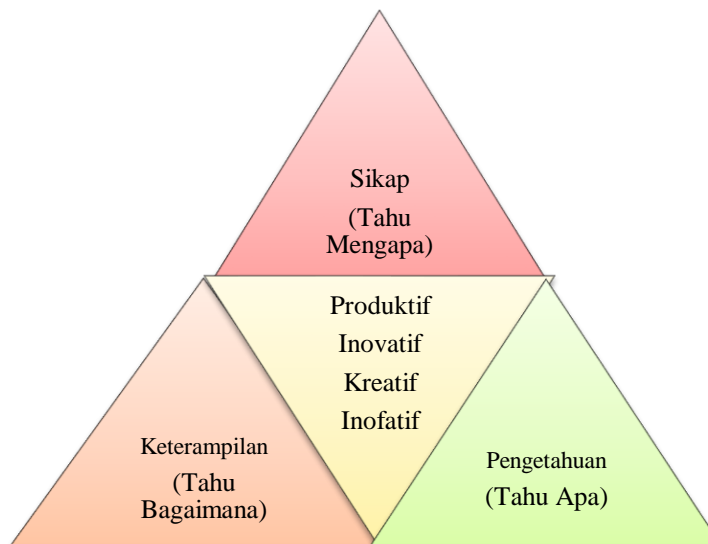 Sikap
(Tahu
Mengapa)
Produktif
Inovatif
Kreatif
Inofatif
Keterampilan
(Tahu
Bagaimana)
Pengetahuan
(Tahu Apa)